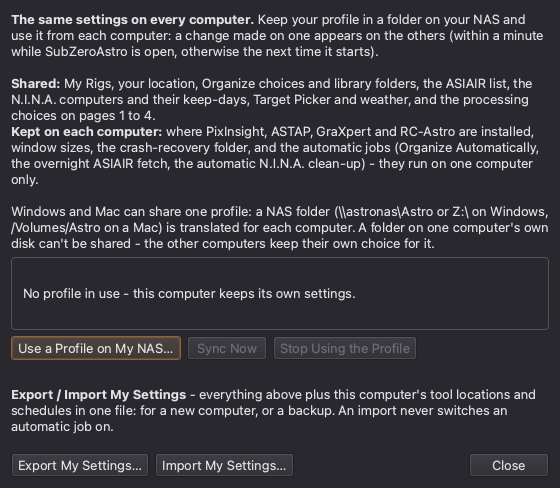 The same settings on every computer. Keep your profile in a folder on your NAS and
use it from each computer: a change made on one appears on the others (within a minute
while SubZeroAstro is open, otherwise the next time it starts).
Shared: My Rigs, your location, Organize choices and library folders, the ASIAIR list, the
N.I.N.A. computers and their keep-days, Target Picker and weather, and the processing
choices on pages 1 to 4.
Kept on each computer: where PixInsight, ASTAP, GraXpert and RC-Astro are installed,
window sizes, the crash-recovery folder, and the automatic jobs (Organize Automatically,
the overnight ASIAIR fetch, the automatic N.I.N.A. clean-up) - they run on one computer
only.
Windows and Mac can share one profile: a NAS folder (\\astronas\Astro or Z:\ on Windows,
/Volumes/Astro on a Mac) is translated for each computer. A folder on one computer's own
disk can't be shared - the other computers keep their own choice for it.
No profile in use - this computer keeps its own settings.
Use a Profile on My NAS... Sync Now Stop Using the Profile
Export / Import My Settings - everything above plus this computer's tool locations and
schedules in one file: for a new computer, or a backup. An import never switches an
automatic job on.
Export My Settings... Import My Settings... Close